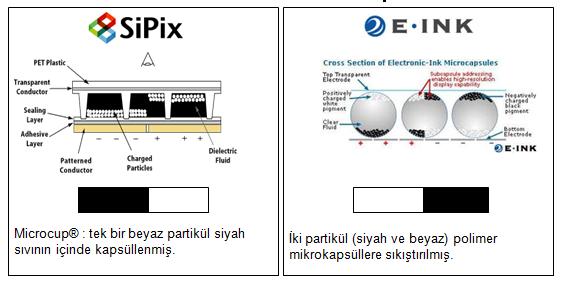 SiPix
PET Plastic
Transparent
Conductor
Sealing
Layer
Adhesive
Layer
Patterned
Conductor
Charged
Particles
Dielectric
Fluid
Microcup® : tek bir beyaz partikül siyah
sıvının içinde kapsüllenmiş.
E-INK
Cross Section of Electronic-Ink Microcapsules
Top Transparent
Electrode
Subcapsule addressing
enables high-resolution
display capability
Positively
charged
white
pigment
Negatively
charged
black
pigment
Clear
Fluid
Bottom
Electrode
E-INK
İki partikül (siyah ve beyaz) polimer
mikrokapsüllere sıkıştırılmış.